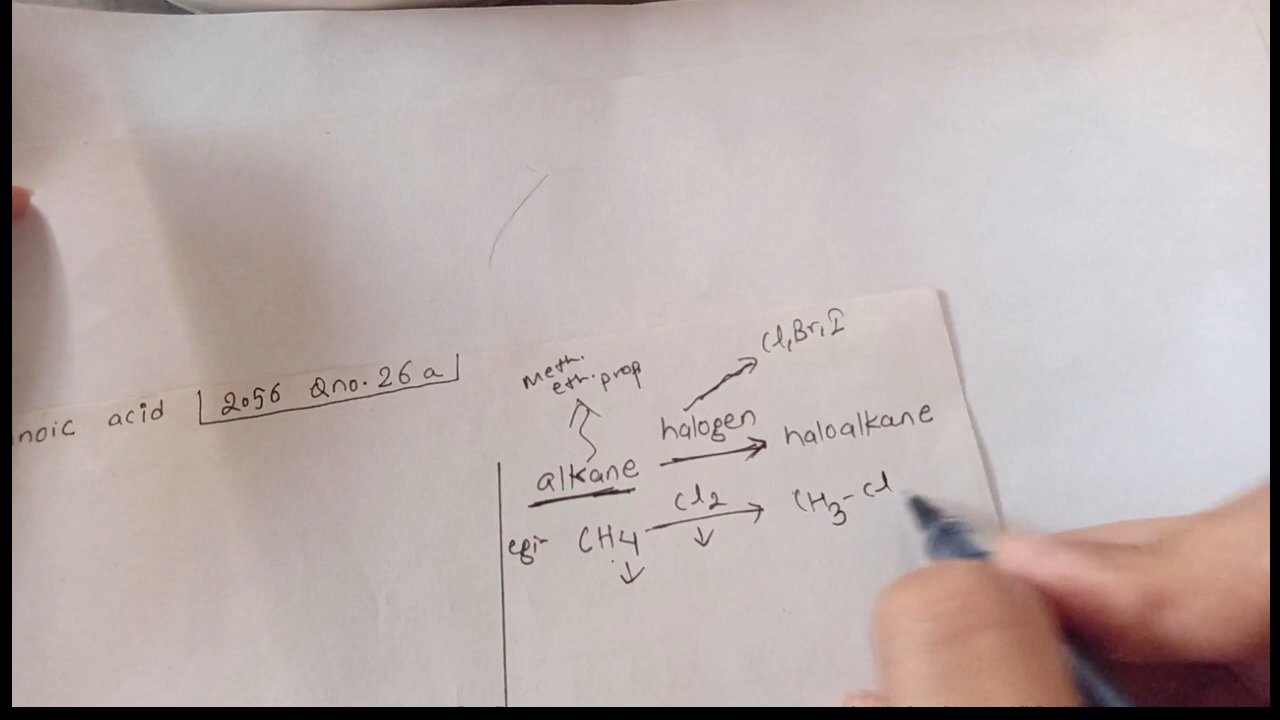 noic acid 2056 Qno. 26 a
meth.
eth. prop
Cl, Br, I
alkane halogen haloalkane
eg:- CH4 Cl2 CH3 - Cl